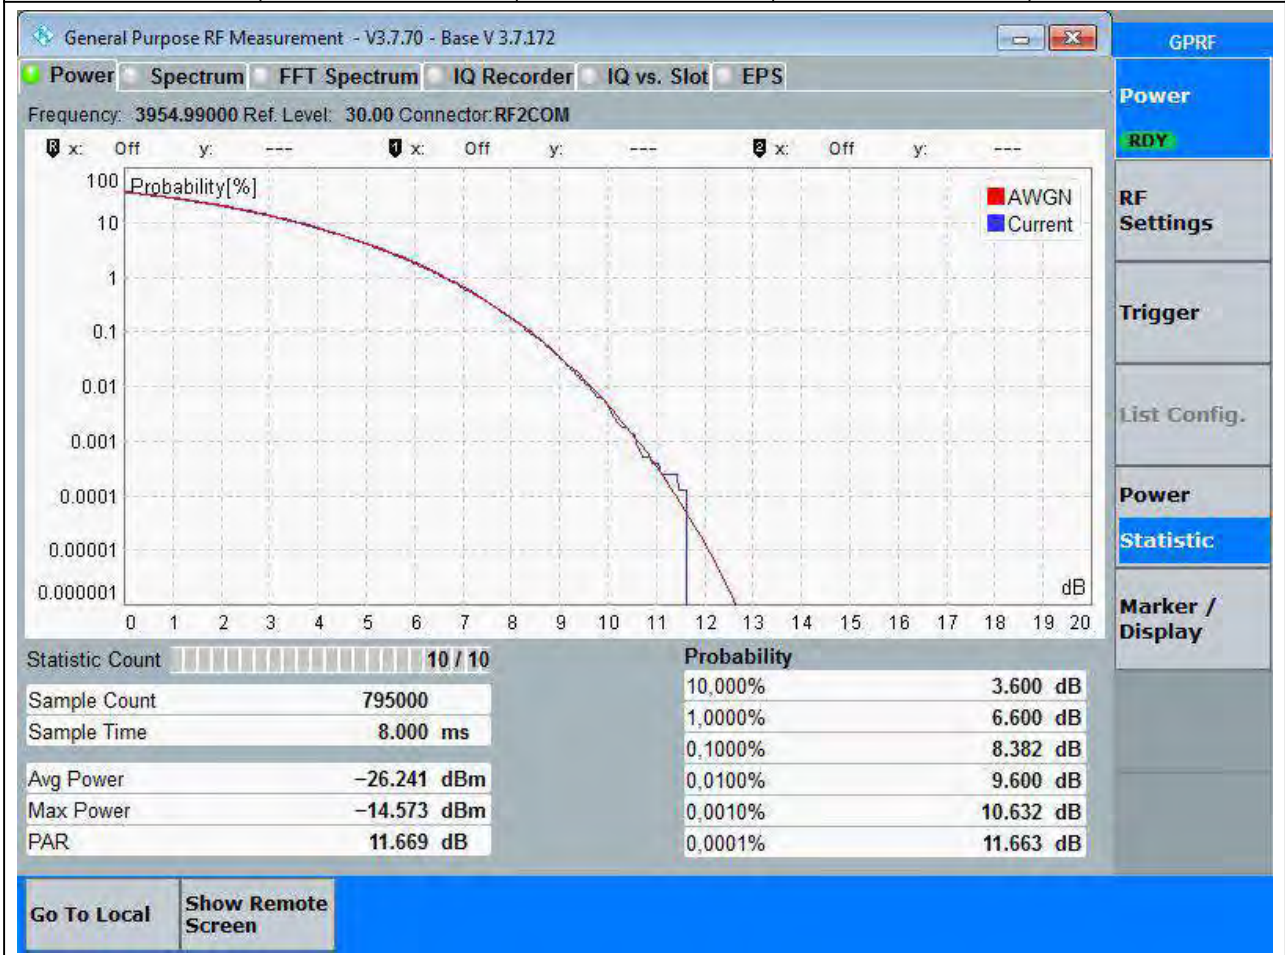 General Purpose RF Measurement - V3.7.70 - Base V 3.7.172
GPRF
Power Spectrum FFT Spectrum IQ Recorder IQ vs. Slot EPS
Frequency: 3954.99000 Ref. Level: 30.00 Connector:RF2COM
R x: Off y: --- 1 x: Off y: --- 2 x: Off y: ---
Probability[%]
AWGN
Current
100
10
1
0.1
0.01
0.001
0.0001
0.00001
0.000001
dB
0 1 2 3 4 5 6 7 8 9 10 11 12 13 14 15 16 17 18 19 20
Statistic Count 10 / 10
Sample Count 795000
Sample Time 8.000 ms
Avg Power −26.241 dBm
Max Power −14.573 dBm
PAR 11.669 dB
Probability
10,000% 3.600 dB
1,0000% 6.600 dB
0,1000% 8.382 dB
0,0100% 9.600 dB
0,0010% 10.632 dB
0,0001% 11.663 dB
Power
RDY
RF
Settings
Trigger
List Config.
Power
Statistic
Marker /
Display
Go To Local
Show Remote
Screen